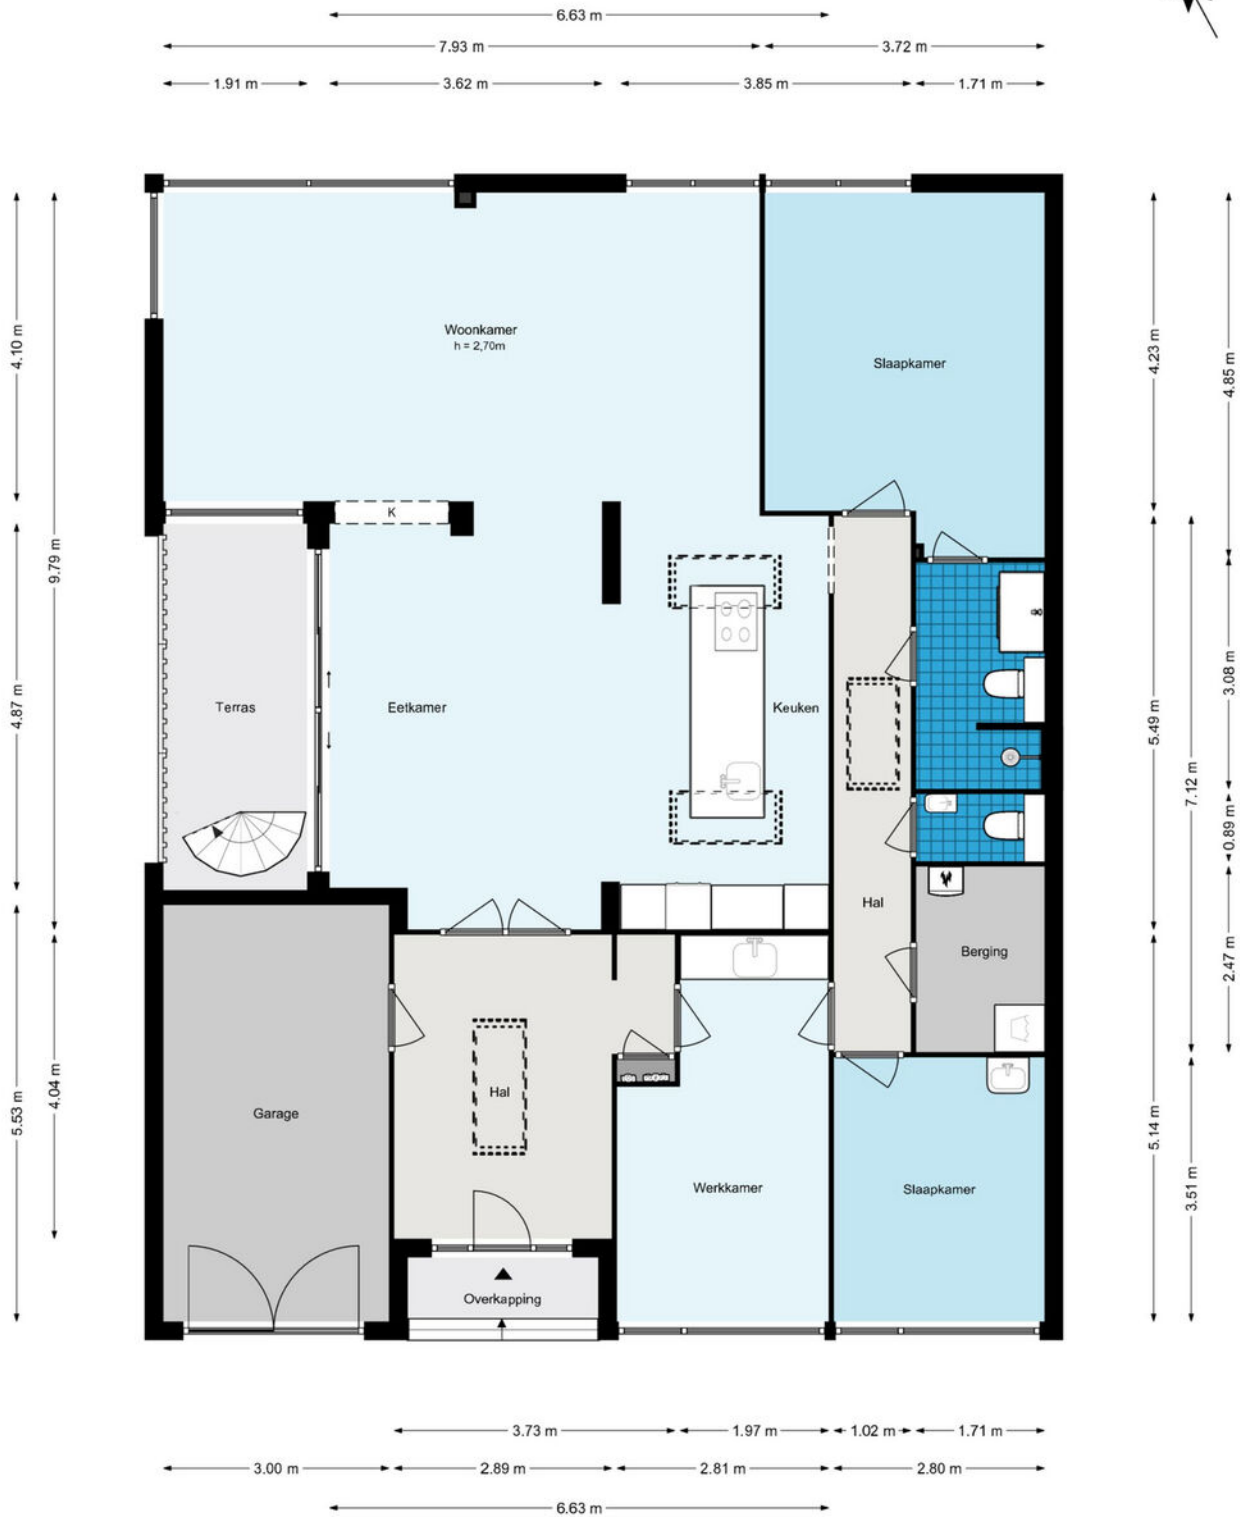 6.63 m
7.93 m
3.72 m
1.91 m
3.62 m
3.85 m
1.71 m
4.10 m
9.79 m
4.87 m
5.53 m
4.04 m
Woonkamer
h = 2,70m
Slaapkamer
K
Terras
Eetkamer
Keuken
Hal
Berging
Hal
Garage
Werkkamer
Slaapkamer
Overkapping
4.23 m
4.85 m
5.49 m
3.08 m
7.12 m
0.89 m
2.47 m
5.14 m
3.51 m
3.73 m
1.97 m
1.02 m
1.71 m
3.00 m
2.89 m
2.81 m
2.80 m
6.63 m